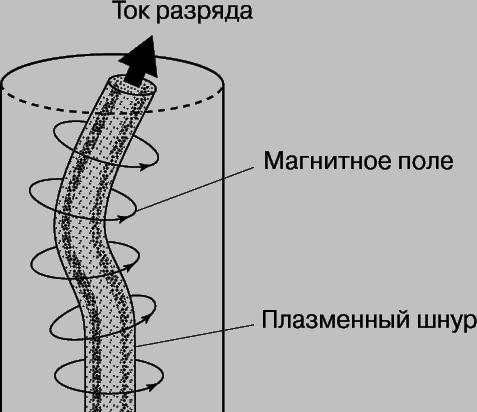 Ток разряда
Магнитное поле
Плазменный шнур